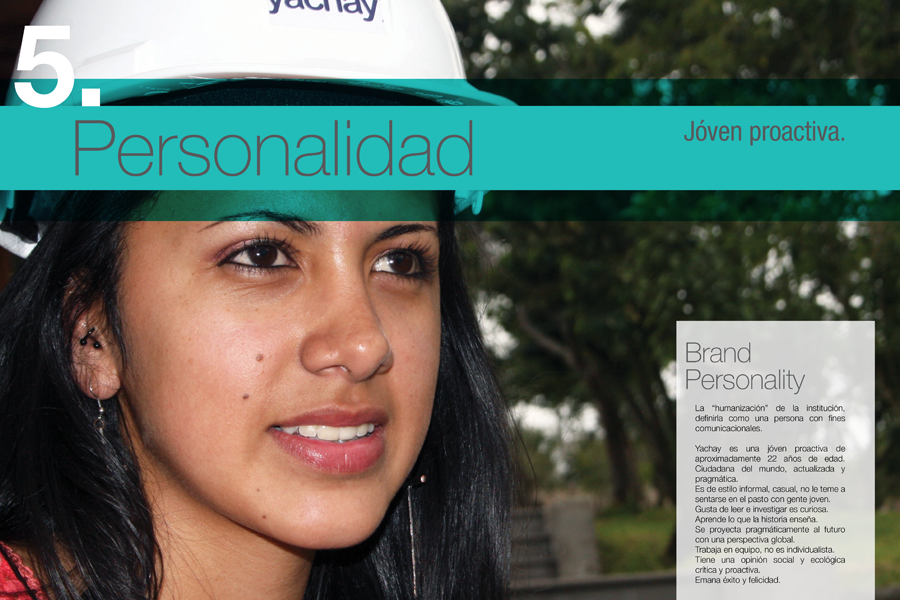 yachay
5.
Personalidad
Jóven proactiva.
Brand
Personality
La “humanización” de la institución,
definirla como una persona con fines
comunicacionales.
Yachay es una jóven proactiva de
aproximadamente 22 años de edad.
Ciudadana del mundo, actualizada y
pragmática.
Es de estilo informal, casual, no le teme a
sentarse en el pasto con gente joven.
Gusta de leer e investigar es curiosa.
Aprende lo que la historia enseña.
Se proyecta pragmáticamente al futuro
con una perspectiva global.
Trabaja en equipo, no es individualista.
Tiene una opinión social y ecológica
crítica y proactiva.
Emana éxito y felicidad.